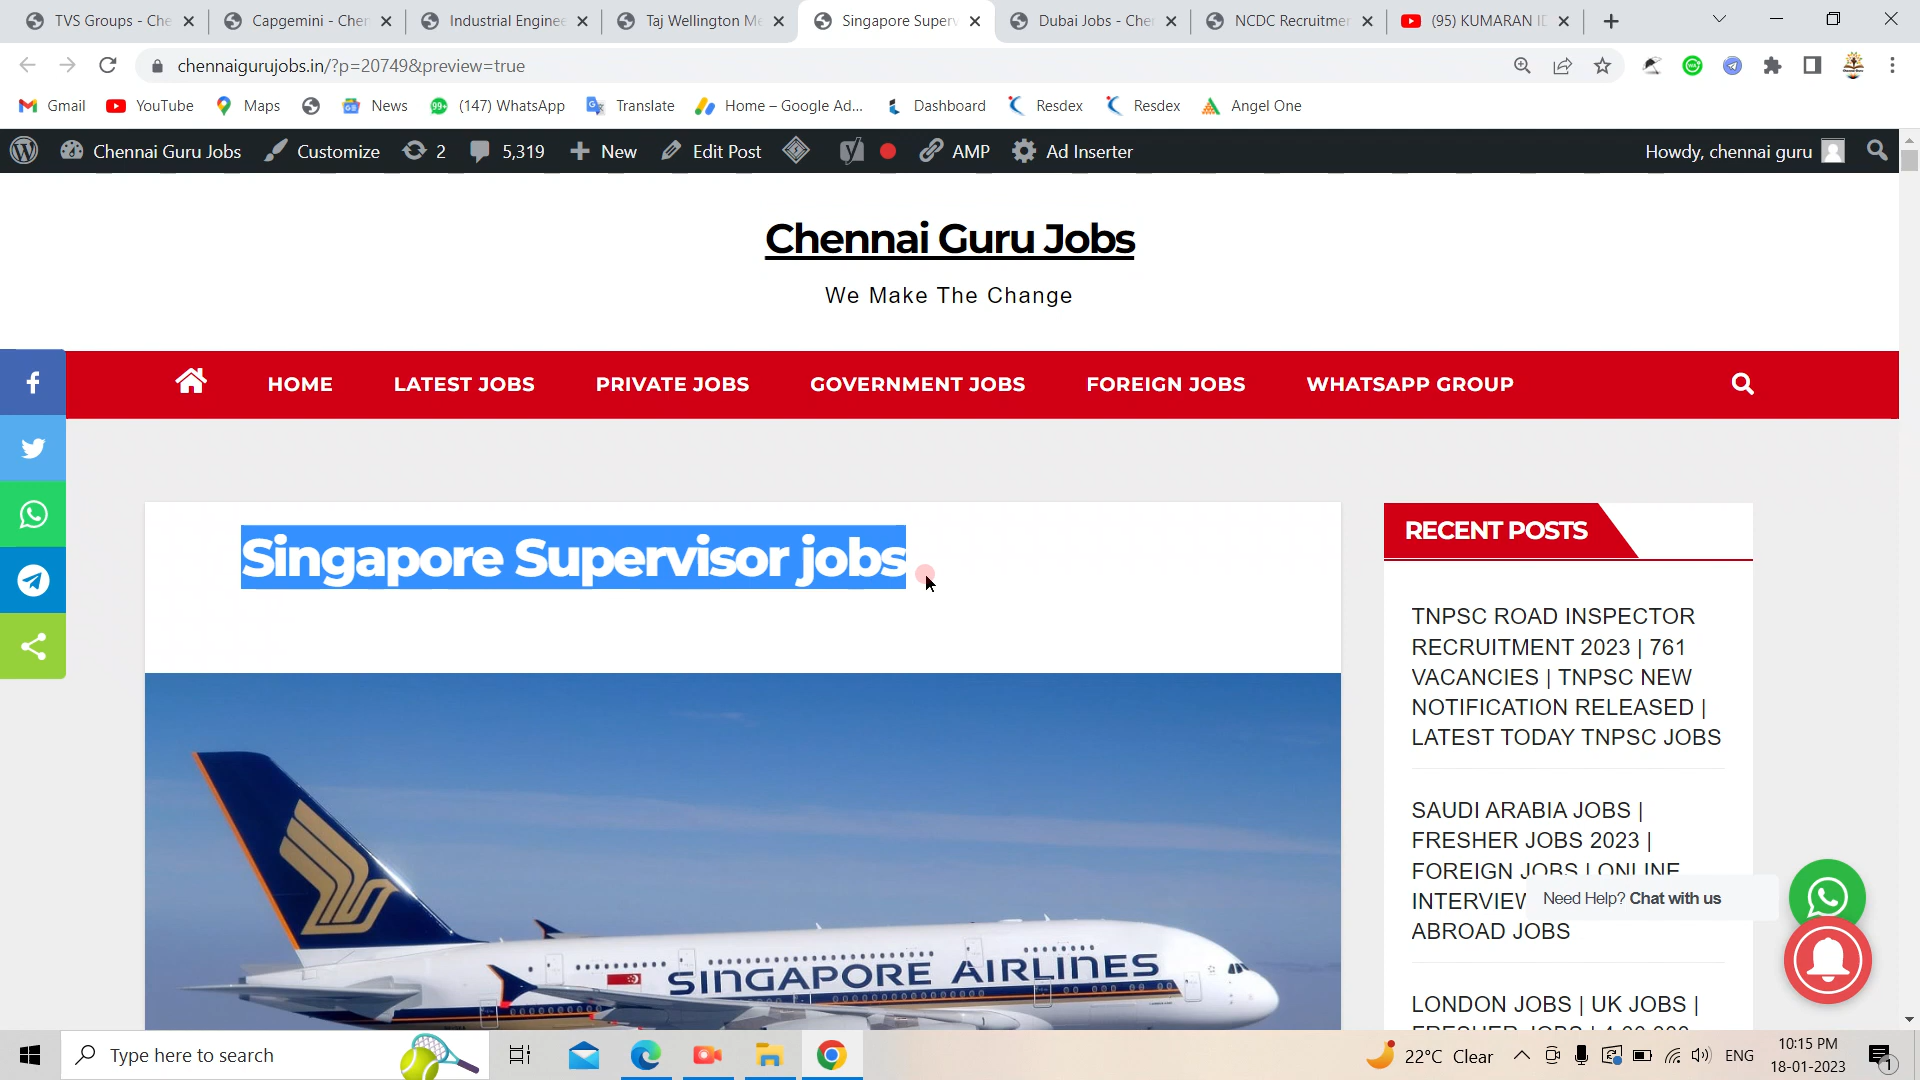 TVS Groups - Che
Capgemini - Cher
Industrial Enginee
Taj Wellington Me
Singapore Superv
Dubai Jobs - Cher
NCDC Recruitmer
(95) KUMARAN ID
chennaigurujobs.in/?p=20749&preview=true
Gmail
YouTube
Maps
News
99+
(147) WhatsApp
Translate
Home – Google Ad...
Dashboard
Resdex
Resdex
Angel One
Chennai Guru Jobs
Customize
2
5,319
New
Edit Post
AMP
Ad Inserter
Howdy, chennai guru
Chennai Guru Jobs
We Make The Change
HOME
LATEST JOBS
PRIVATE JOBS
GOVERNMENT JOBS
FOREIGN JOBS
WHATSAPP GROUP
Singapore Supervisor jobs
SINGAPORE AIRLINES
RECENT POSTS
TNPSC ROAD INSPECTOR
RECRUITMENT 2023 | 761
VACANCIES | TNPSC NEW
NOTIFICATION RELEASED |
LATEST TODAY TNPSC JOBS
SAUDI ARABIA JOBS |
FRESHER JOBS 2023 |
FOREIGN JOBS | ONLINE
INTERVIEW
ABROAD JOBS
LONDON JOBS | UK JOBS |
Need Help? Chat with us
Type here to search
22°C Clear
ENG
10:15 PM
18-01-2023
1